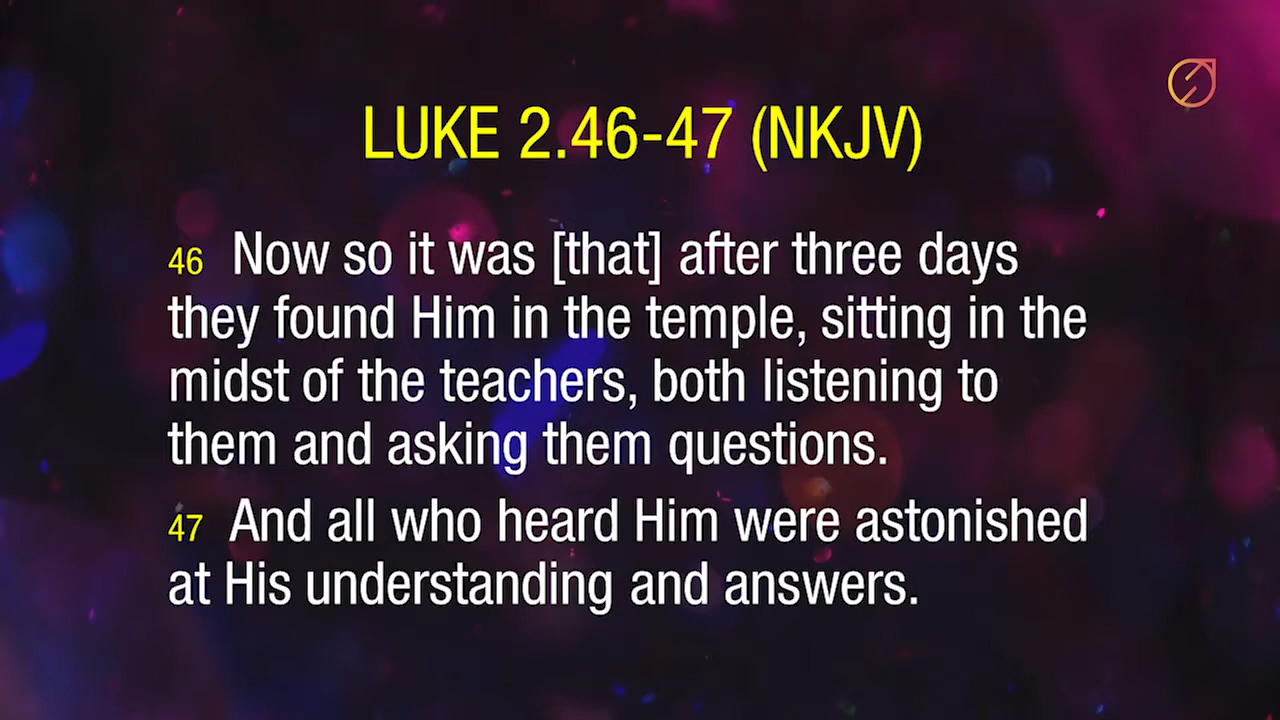 LUKE 2.46-47 (NKJV)
46 Now so it was [that] after three days
they found Him in the temple, sitting in the
midst of the teachers, both listening to
them and asking them questions.
47 And all who heard Him were astonished
at His understanding and answers.